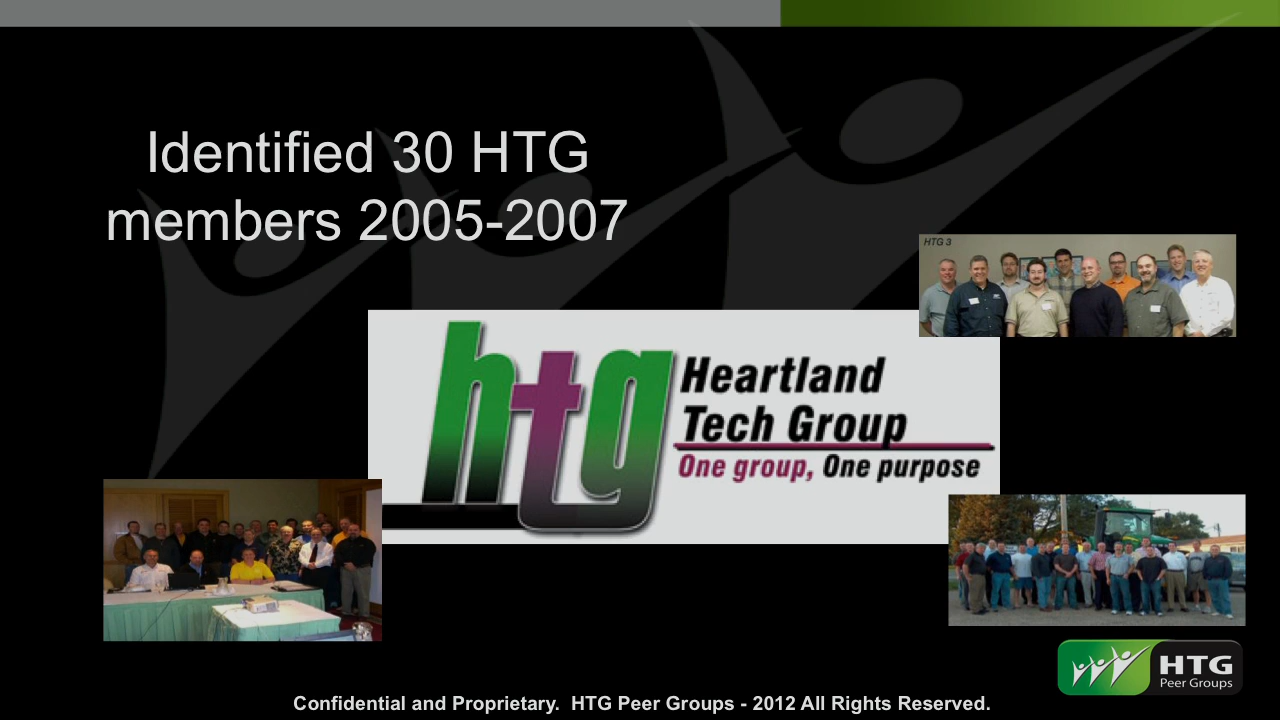 Identified 30 HTG
members 2005-2007
HTG 3
htg
Heartland
Tech Group
One group, One purpose
HTG
Peer Groups
Confidential and Proprietary.  HTG Peer Groups - 2012 All Rights Reserved.